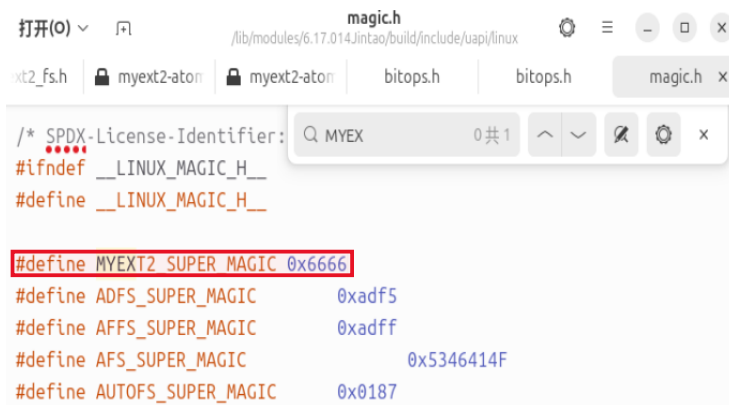 打开(O)
magic.h
/lib/modules/6.17.014Jintao/build/include/uapi/linux
xt2_fs.h myext2-atom myext2-atom bitops.h bitops.h magic.h ×
/* SPDX-License-Identifier:
MYEX 0共1
#ifndef __LINUX_MAGIC_H__
#define __LINUX_MAGIC_H__
#define MYEXT2_SUPER_MAGIC 0x6666
#define ADFS_SUPER_MAGIC 0xadf5
#define AFFS_SUPER_MAGIC 0xadff
#define AFS_SUPER_MAGIC 0x5346414F
#define AUTOFS_SUPER_MAGIC 0x0187